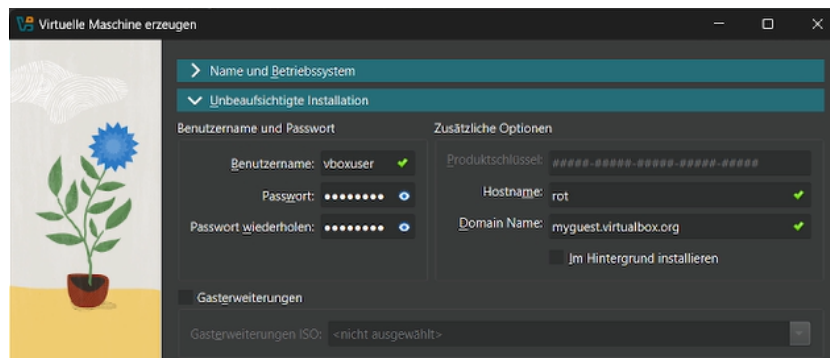 Virtuelle Maschine erzeugen
Name und Betriebssystem
Unbeaufsichtigte Installation
Benutzername und Passwort
Benutzername: vboxuser
Passwort: ••••••••
Passwort wiederholen: ••••••••
Zusätzliche Optionen
Produktschlüssel: #####-#####-#####-#####-#####
Hostname: rot
Domain Name: myguest.virtualbox.org
Im Hintergrund installieren
Gasterweiterungen
Gasterweiterungen ISO: <nicht ausgewählt>